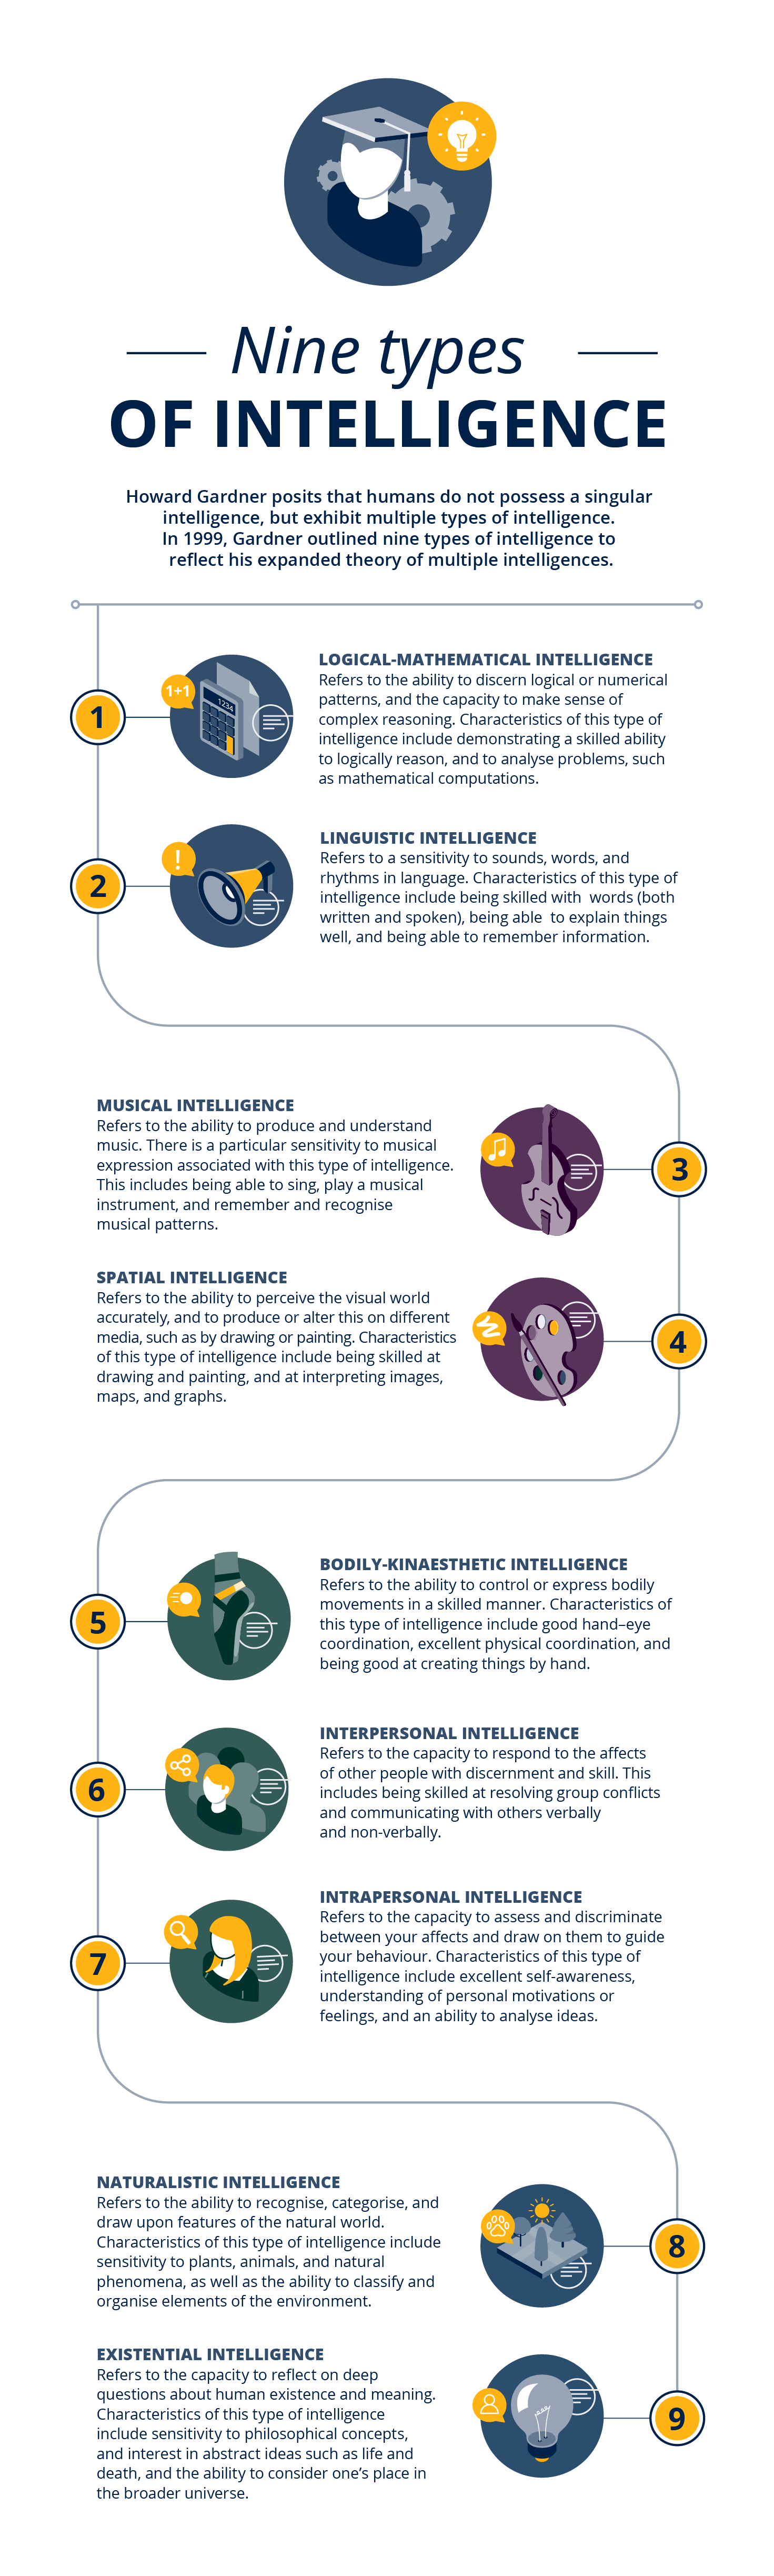 Nine types
OF INTELLIGENCE
Howard Gardner posits that humans do not possess a singular
intelligence, but exhibit multiple types of intelligence.
In 1999, Gardner outlined nine types of intelligence to
reflect his expanded theory of multiple intelligences.
1
1+1
1234
LOGICAL-MATHEMATICAL INTELLIGENCE
Refers to the ability to discern logical or numerical
patterns, and the capacity to make sense of
complex reasoning. Characteristics of this type of
intelligence include demonstrating a skilled ability
to logically reason, and to analyse problems, such
as mathematical computations.
2
!
LINGUISTIC INTELLIGENCE
Refers to a sensitivity to sounds, words, and
rhythms in language. Characteristics of this type of
intelligence include being skilled with  words (both
written and spoken), being able  to explain things
well, and being able to remember information.
MUSICAL INTELLIGENCE
Refers to the ability to produce and understand
music. There is a particular sensitivity to musical
expression associated with this type of intelligence.
This includes being able to sing, play a musical
instrument, and remember and recognise
musical patterns.
3
SPATIAL INTELLIGENCE
Refers to the ability to perceive the visual world
accurately, and to produce or alter this on different
media, such as by drawing or painting. Characteristics
of this type of intelligence include being skilled at
drawing and painting, and at interpreting images,
maps, and graphs.
4
5
BODILY-KINAESTHETIC INTELLIGENCE
Refers to the ability to control or express bodily
movements in a skilled manner. Characteristics of
this type of intelligence include good hand–eye
coordination, excellent physical coordination, and
being good at creating things by hand.
6
INTERPERSONAL INTELLIGENCE
Refers to the capacity to respond to the affects
of other people with discernment and skill. This
includes being skilled at resolving group conflicts
and communicating with others verbally
and non-verbally.
7
INTRAPERSONAL INTELLIGENCE
Refers to the capacity to assess and discriminate
between your affects and draw on them to guide
your behaviour. Characteristics of this type of
intelligence include excellent self-awareness,
understanding of personal motivations or
feelings, and an ability to analyse ideas.
NATURALISTIC INTELLIGENCE
Refers to the ability to recognise, categorise, and
draw upon features of the natural world.
Characteristics of this type of intelligence include
sensitivity to plants, animals, and natural
phenomena, as well as the ability to classify and
organise elements of the environment.
8
EXISTENTIAL INTELLIGENCE
Refers to the capacity to reflect on deep
questions about human existence and meaning.
Characteristics of this type of intelligence
include sensitivity to philosophical concepts,
and interest in abstract ideas such as life and
death, and the ability to consider one’s place in
the broader universe.
9